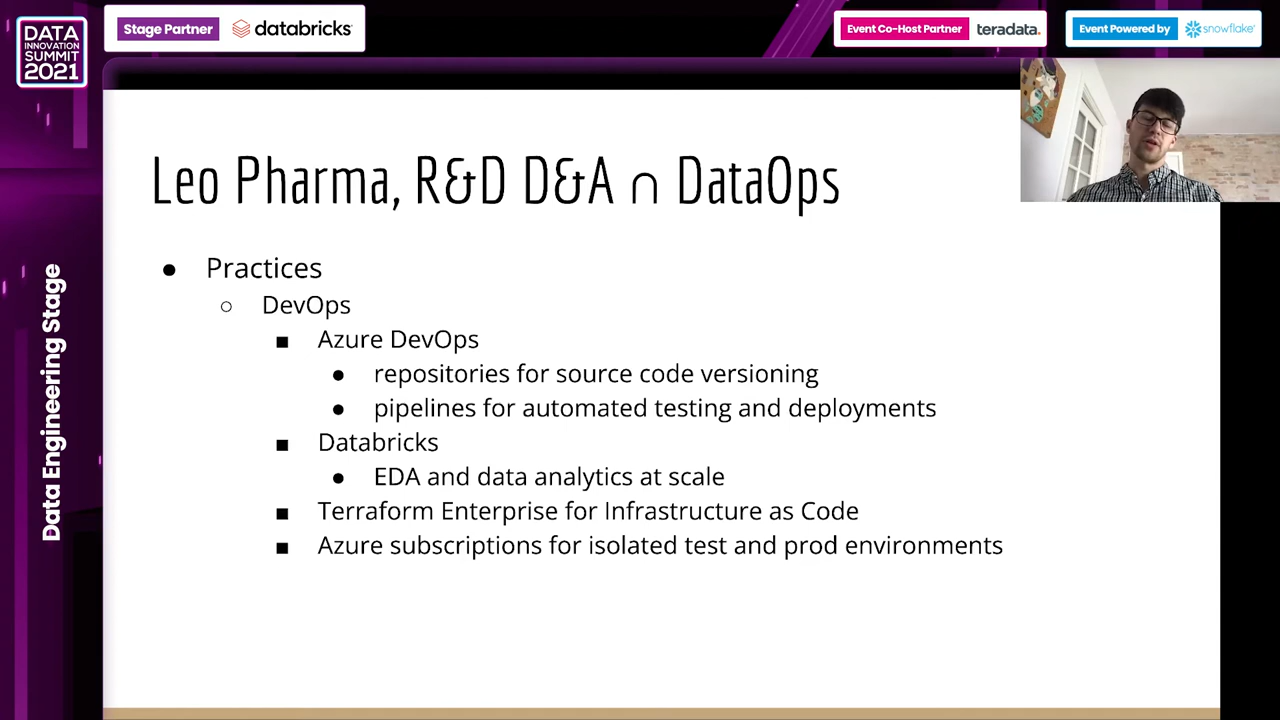 DATA
INNOVATION
SUMMIT
2021
Stage Partner
databricks
Event Co-Host Partner
teradata.
Event Powered by
snowflake
Data Engineering Stage
Leo Pharma, R&D D&A ∩ DataOps
● Practices
○ DevOps
■ Azure DevOps
● repositories for source code versioning
● pipelines for automated testing and deployments
■ Databricks
● EDA and data analytics at scale
■ Terraform Enterprise for Infrastructure as Code
■ Azure subscriptions for isolated test and prod environments